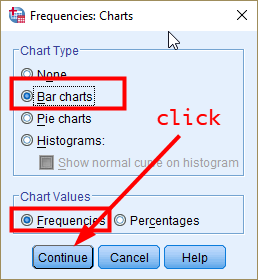 Frequencies: Charts
Chart Type
None
Bar charts
Pie charts
click
Histograms:
Show normal curve on histogram
Chart Values
Frequencies Percentages
Continue Cancel Help